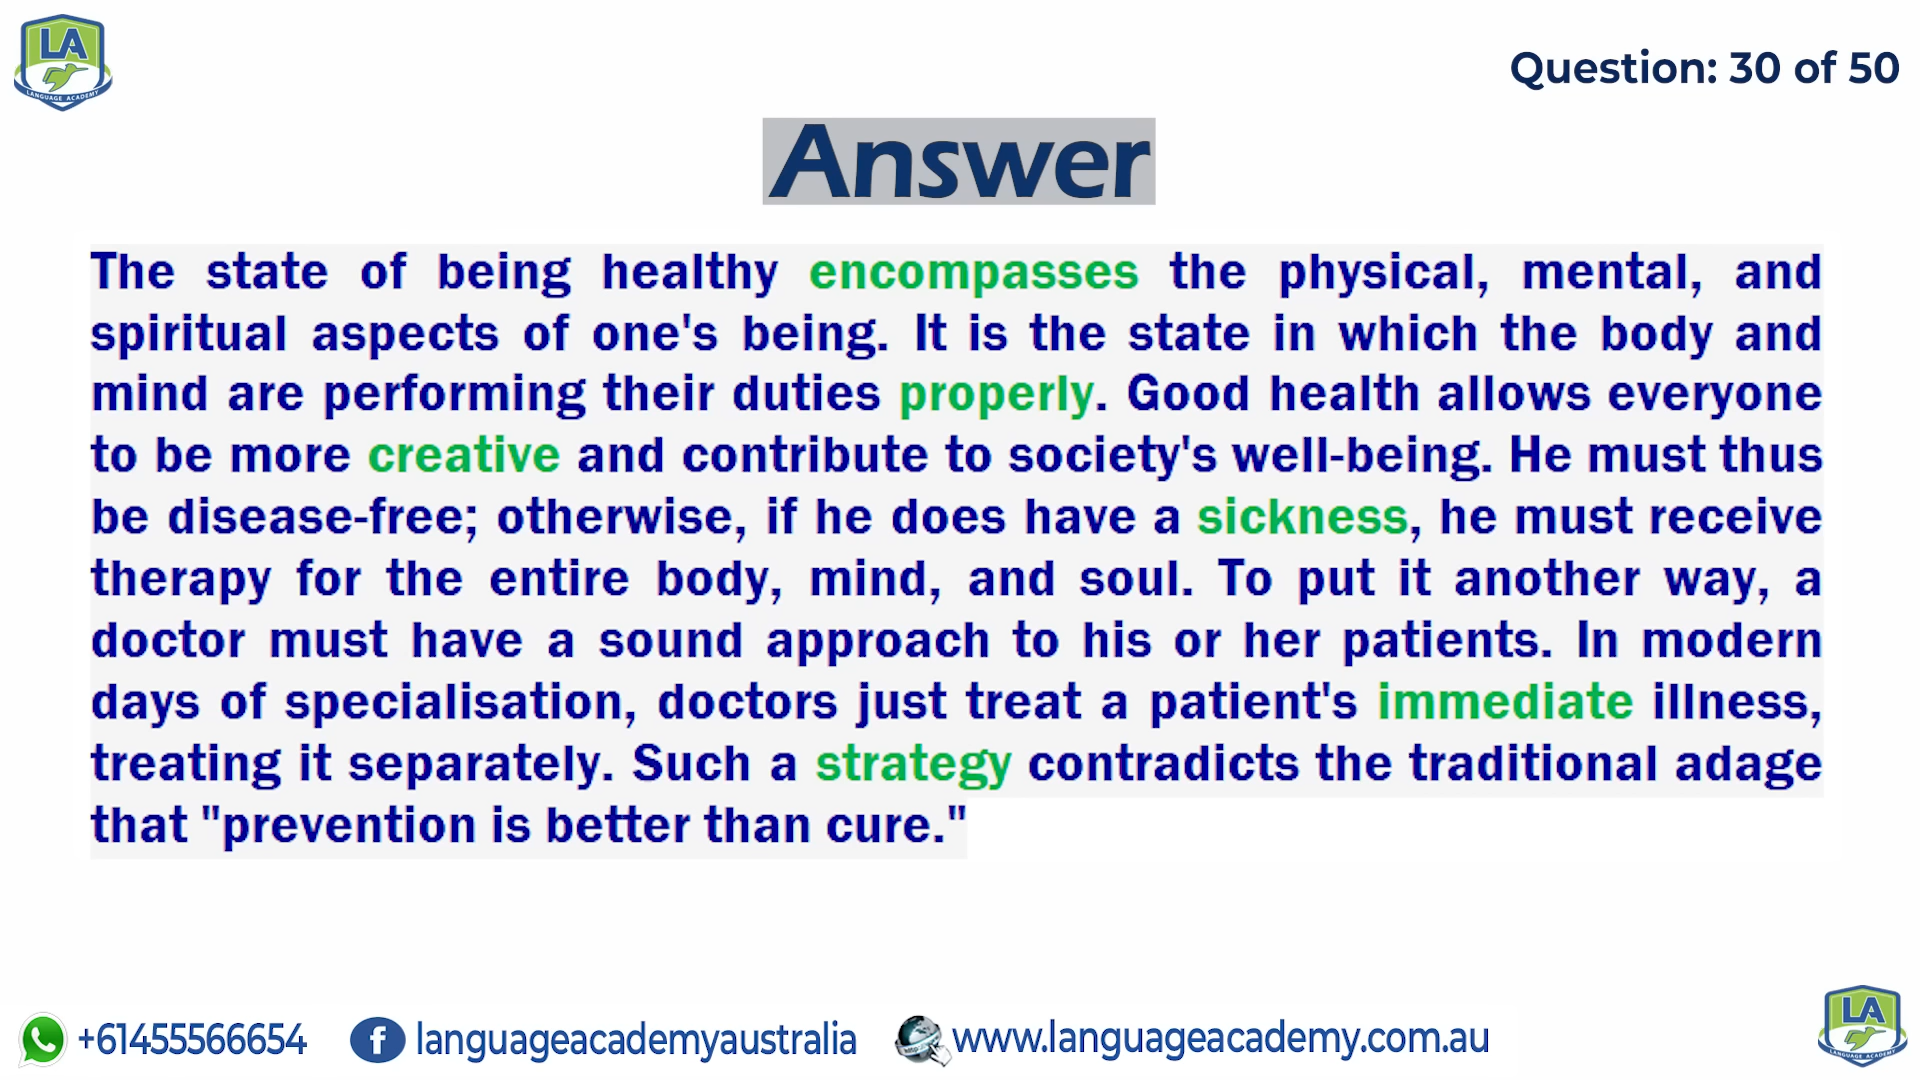 LA
LANGUAGE ACADEMY
Question: 30 of 50
Answer
The state of being healthy encompasses the physical, mental, and
spiritual aspects of one's being. It is the state in which the body and
mind are performing their duties properly. Good health allows everyone
to be more creative and contribute to society's well-being. He must thus
be disease-free; otherwise, if he does have a sickness, he must receive
therapy for the entire body, mind, and soul. To put it another way, a
doctor must have a sound approach to his or her patients. In modern
days of specialisation, doctors just treat a patient's immediate illness,
treating it separately. Such a strategy contradicts the traditional adage
that "prevention is better than cure."
+61455566654
f languageacademyaustralia
www.languageacademy.com.au
LA
LANGUAGE ACADEMY